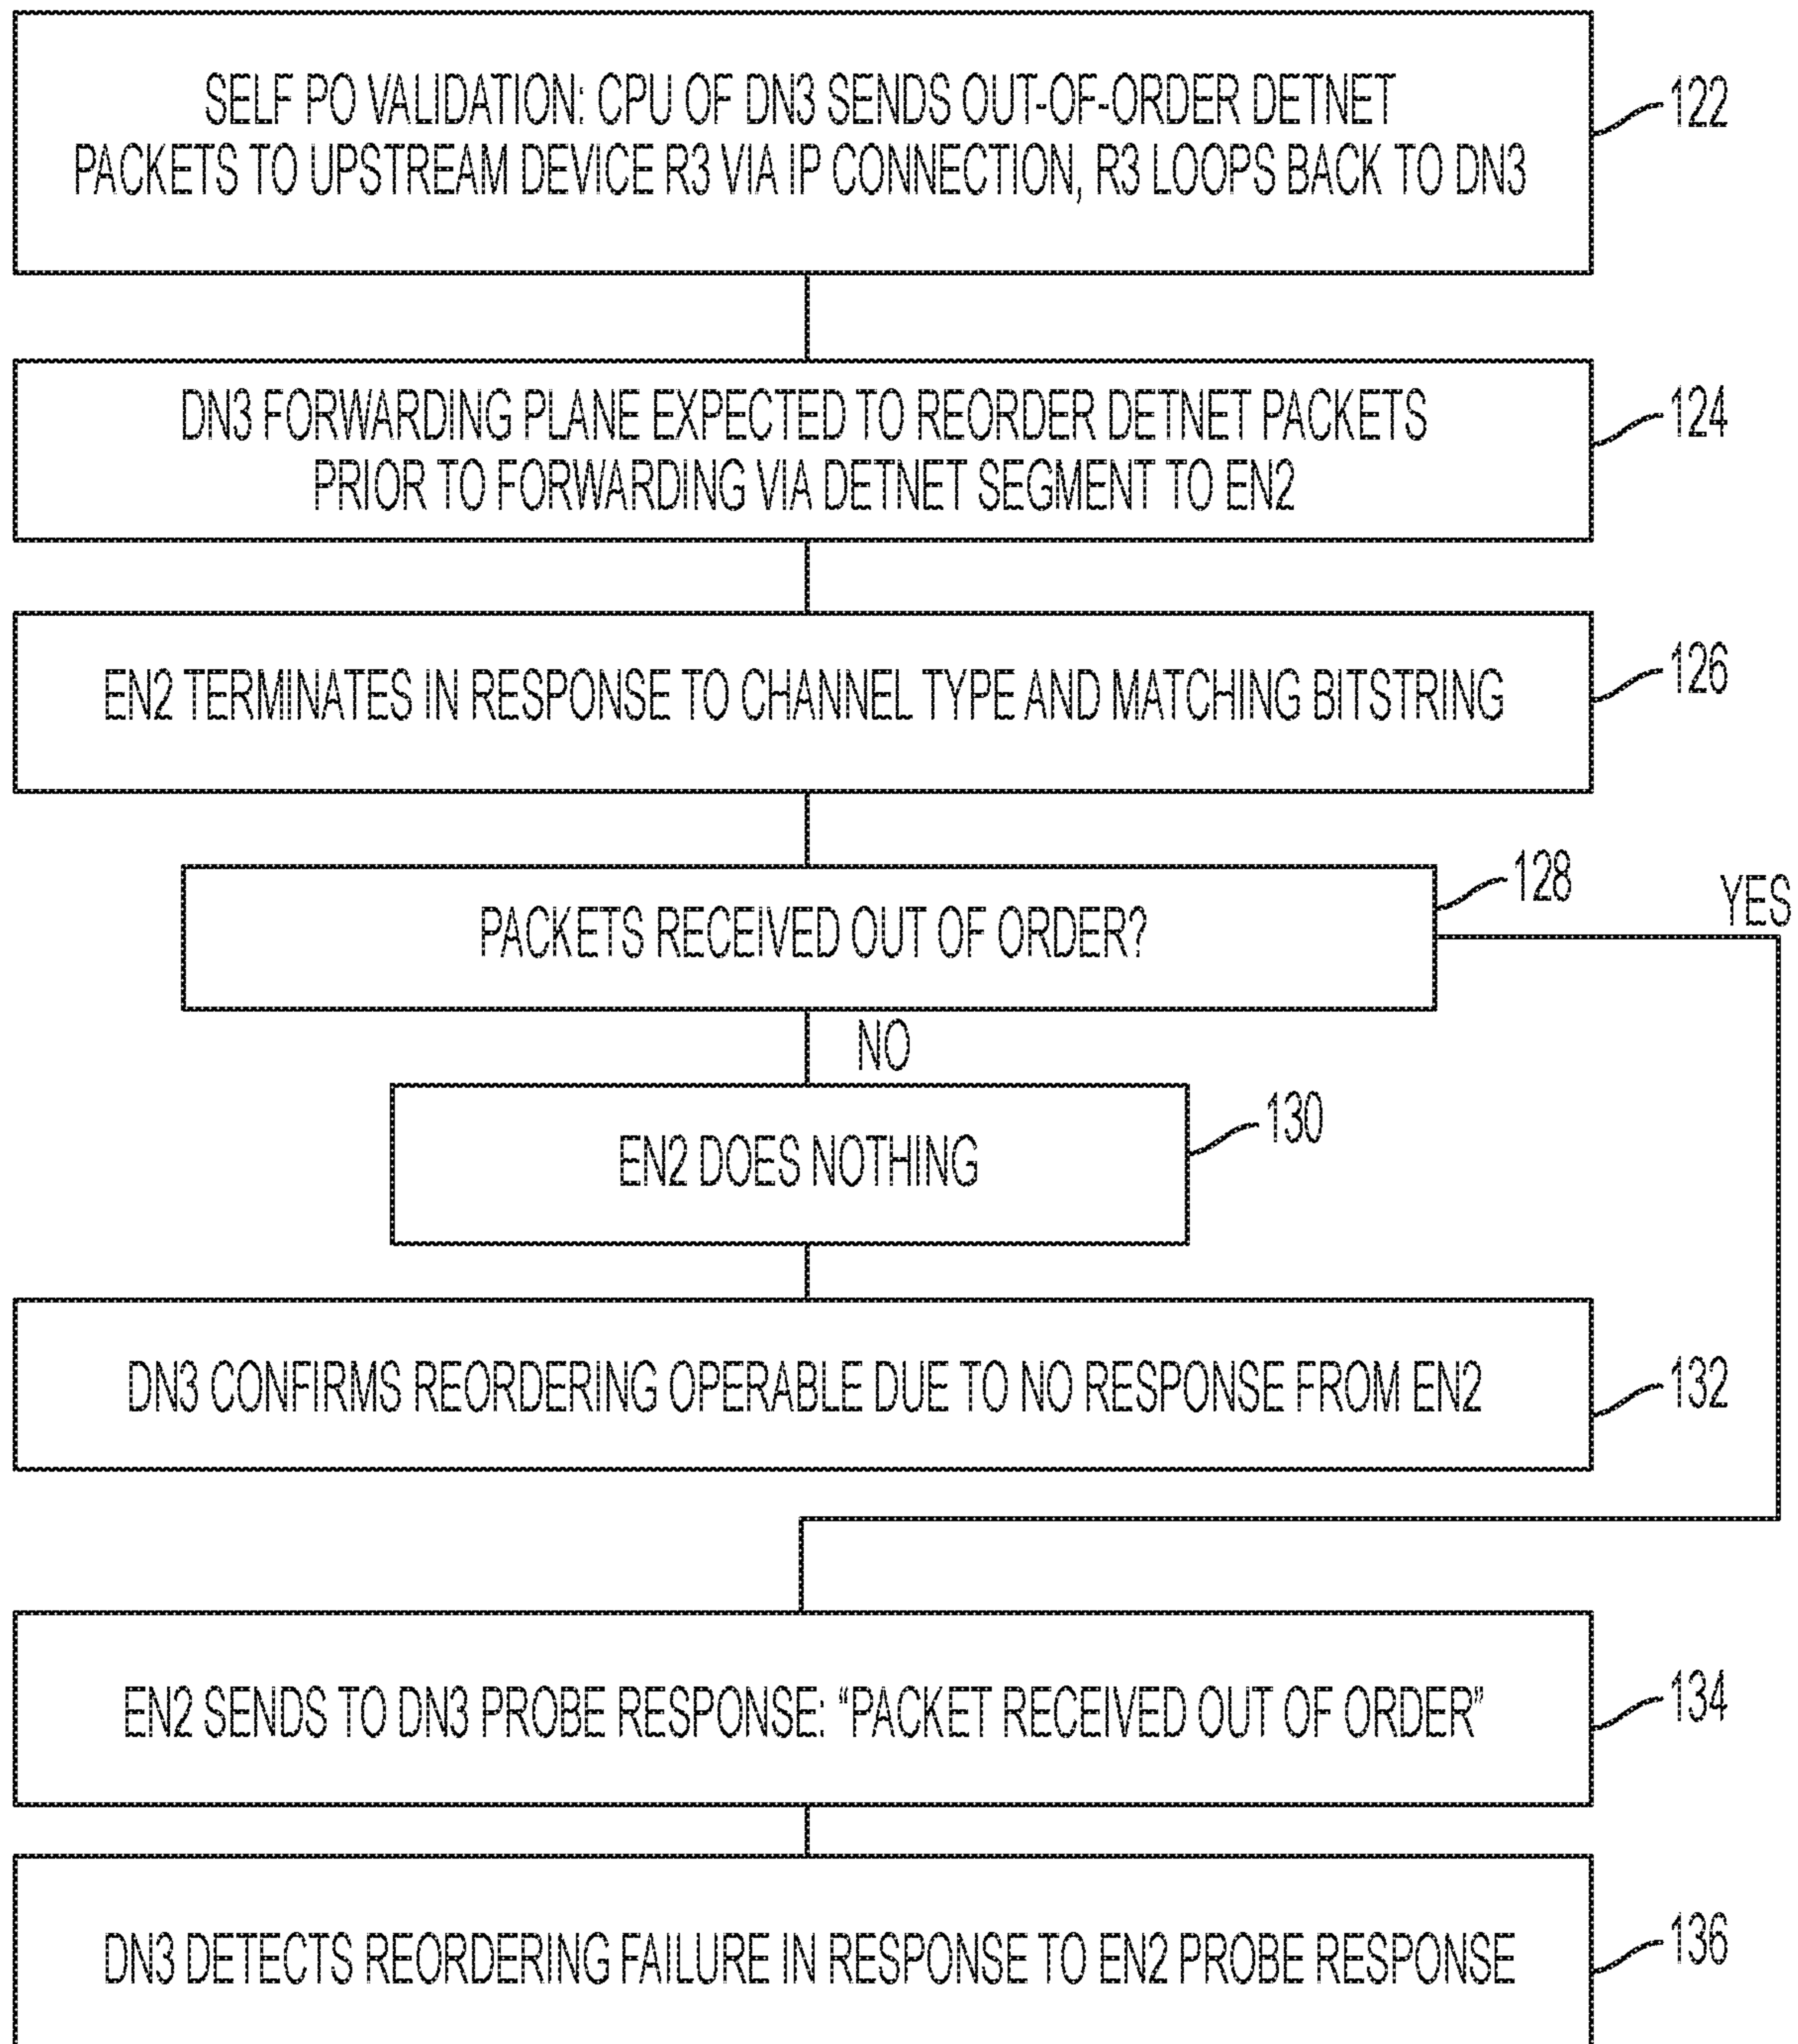 SELF PO VALIDATION: CPU OF DN3 SENDS OUT-OF-ORDER DETNET
PACKETS TO UPSTREAM DEVICE R3 VIA IP CONNECTION, R3 LOOPS BACK TO DN3
122
DN3 FORWARDING PLANE EXPECTED TO REORDER DETNET PACKETS
PRIOR TO FORWARDING VIA DETNET SEGMENT TO EN2
124
EN2 TERMINATES IN RESPONSE TO CHANNEL TYPE AND MATCHING BITSTRING
126
PACKETS RECEIVED OUT OF ORDER?
128
YES
NO
EN2 DOES NOTHING
130
DN3 CONFIRMS REORDERING OPERABLE DUE TO NO RESPONSE FROM EN2
132
EN2 SENDS TO DN3 PROBE RESPONSE: “PACKET RECEIVED OUT OF ORDER”
134
DN3 DETECTS REORDERING FAILURE IN RESPONSE TO EN2 PROBE RESPONSE
136